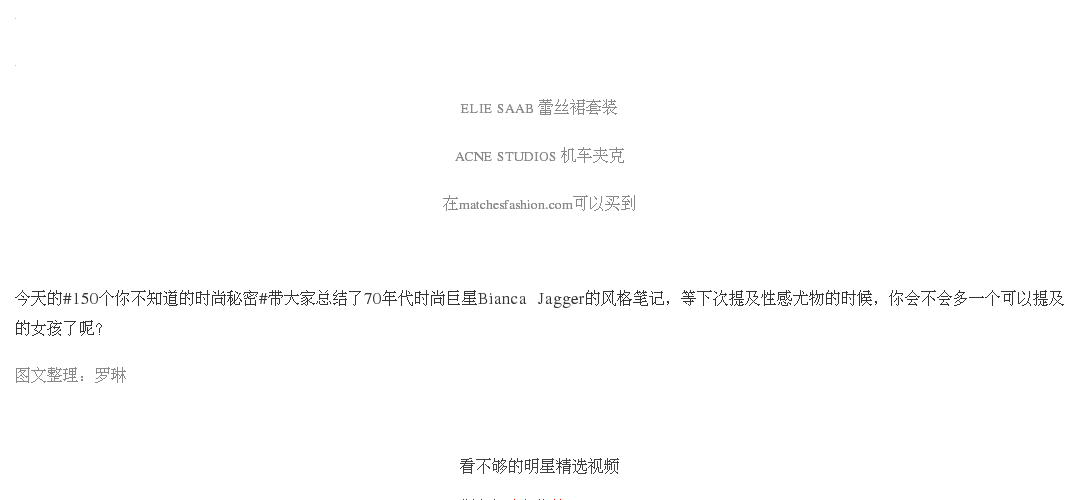 ELIE SAAB 蕾丝裙套装
ACNE STUDIOS 机车夹克
在matchesfashion.com可以买到
今天的#150个你不知道的时尚秘密#带大家总结了70年代时尚巨星Bianca Jagger的风格笔记，等下次提及性感尤物的时候，你会不会多一个可以提及
的女孩了呢？
图文整理：罗琳
看不够的明星精选视频